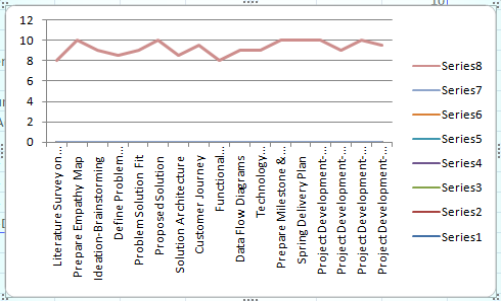 10
12
10
8
6
4
2
0
Literature Survey on...
Prepare Empathy Map
Ideation-Brainstorming
Define Problem...
Problem Solution Fit
Proposed Solution
Solution Architecture
Customer Journey
Functional...
Data Flow Diagrams
Technology...
Prepare Milestone &...
Spring Delivery Plan
Project Development-...
Project Development-...
Project Development-...
Project Development-...
Series8
Series7
Series6
Series5
Series4
Series3
Series2
Series1